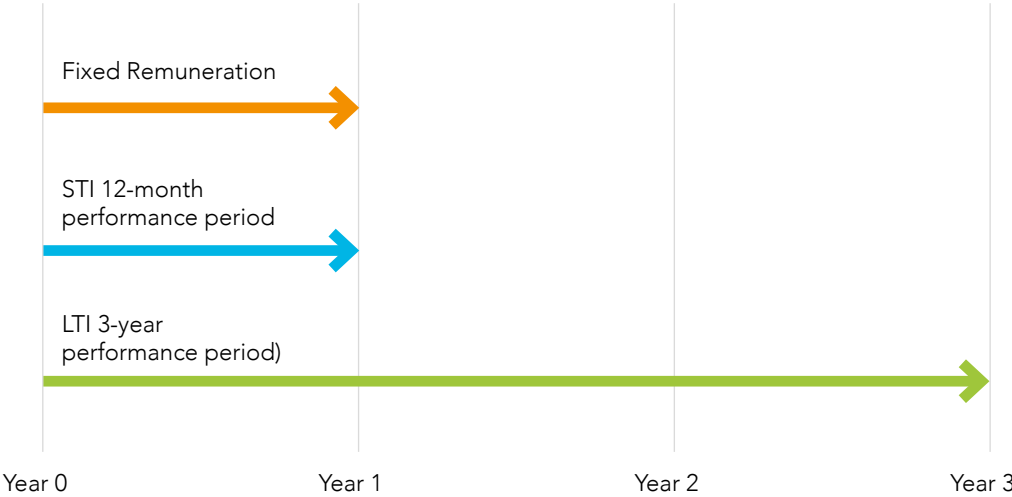 Fixed Remuneration
STI 12-month
performance period
LTI 3-year
performance period)
Year 0
Year 1
Year 2
Year 3